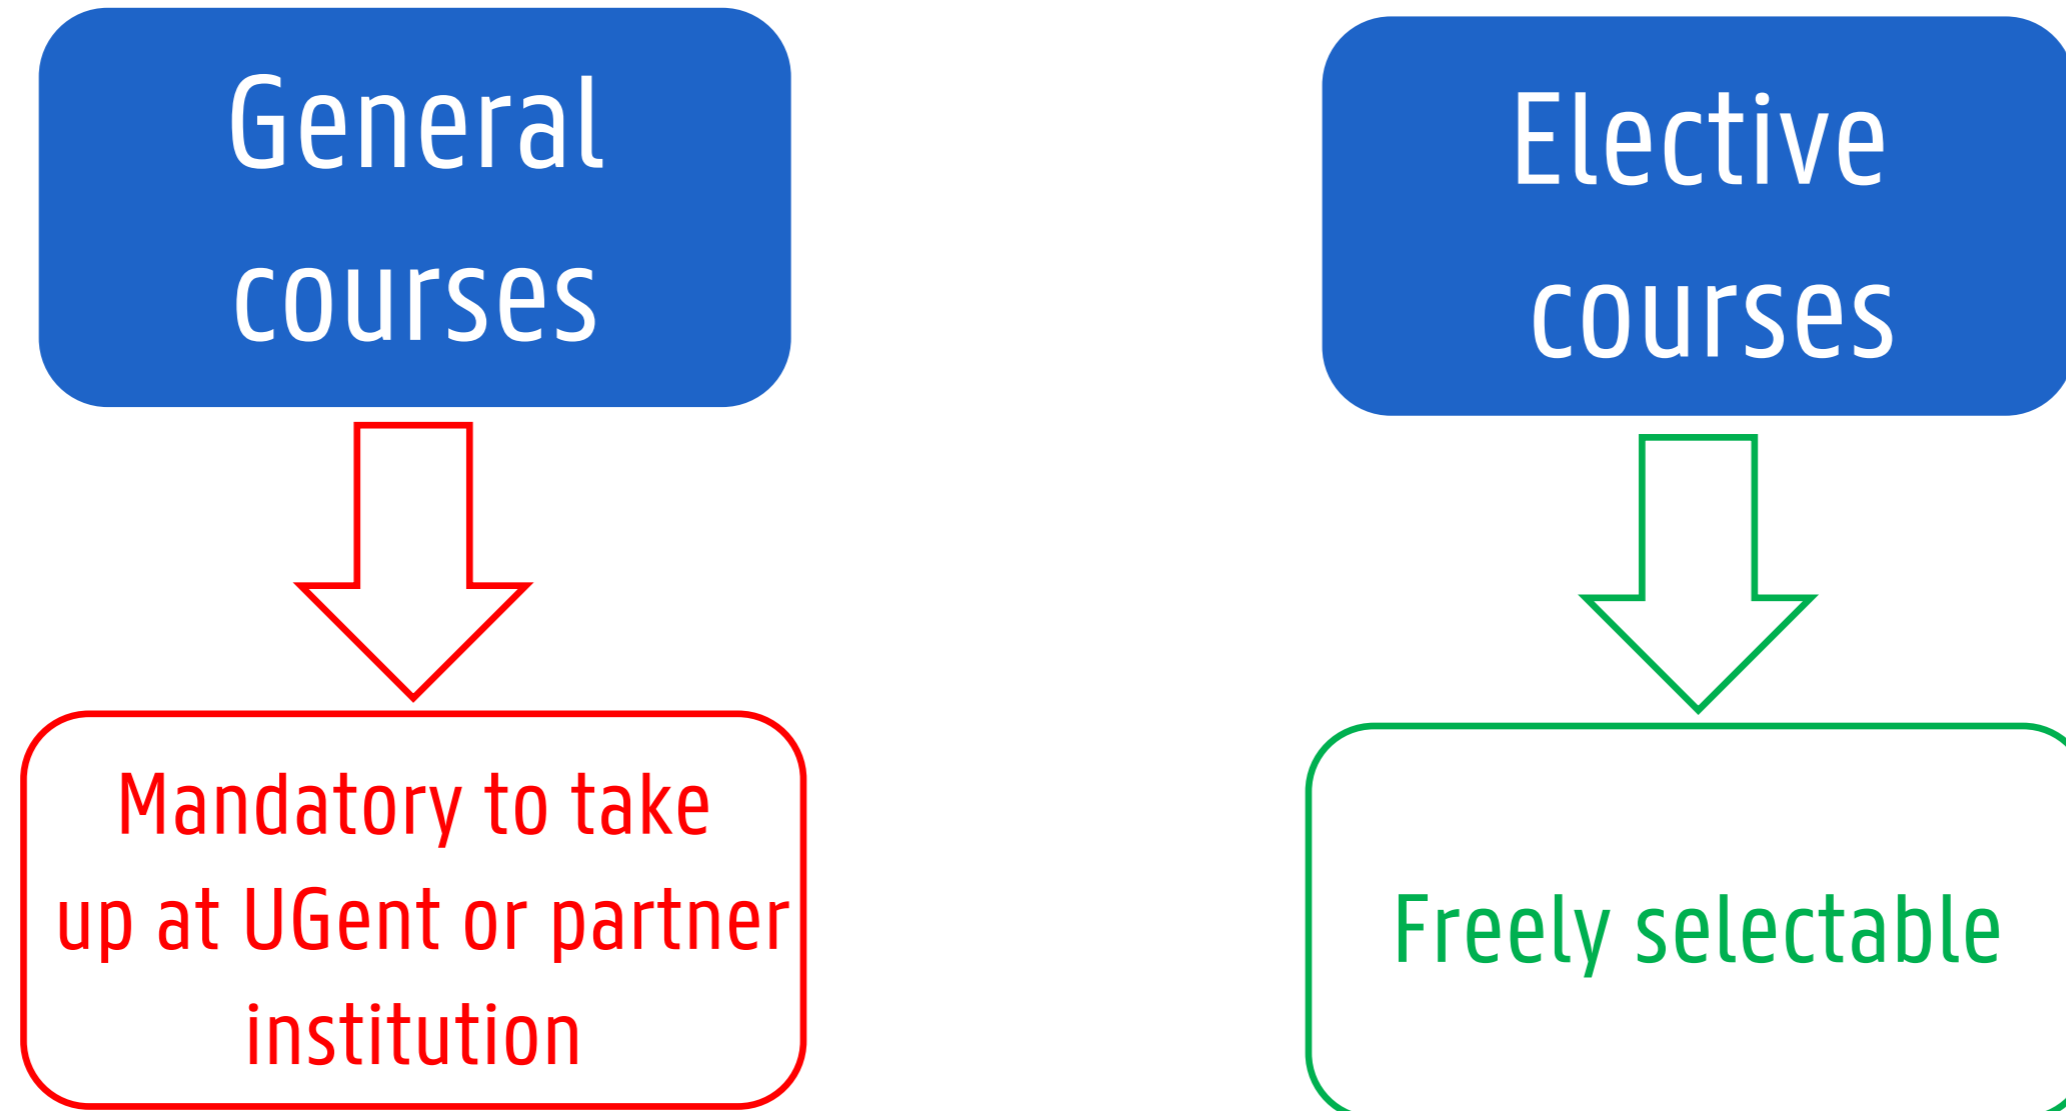 General
courses
Elective
courses
Mandatory to take
up at UGent or partner
institution
Freely selectable